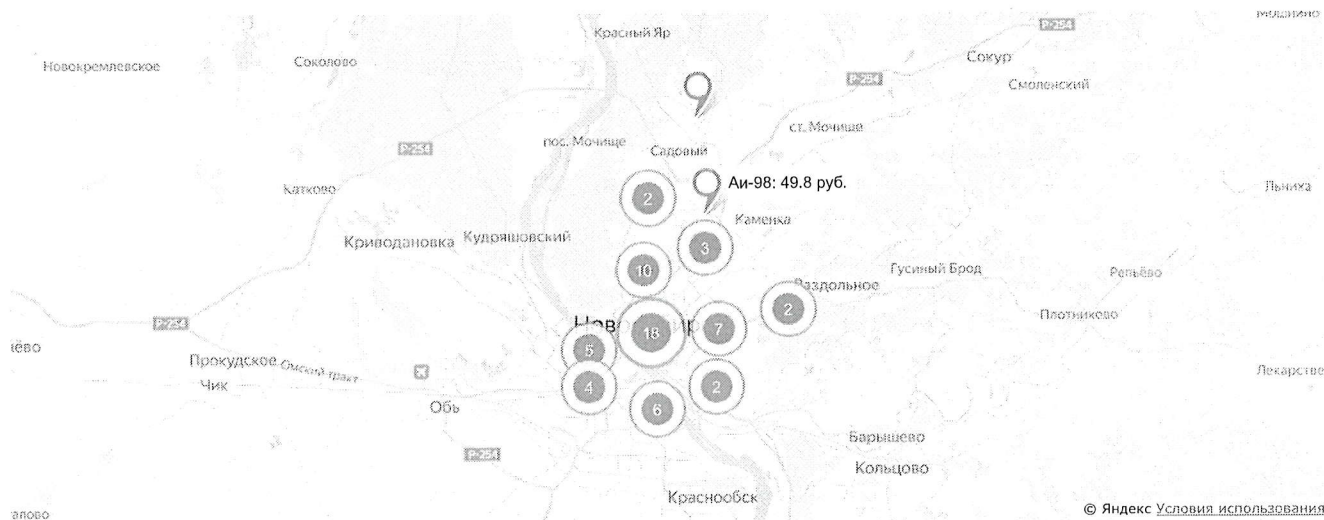 Красный Яр
Р-254
Сокур
Соколово
Новокремлевское
Р-254
Смоленский
ст. Мочище
пос. Мочище
Р-254
Садовый
Катково
2
Аи-98: 49.8 руб.
Льниха
Каменка
Криводановка
Кудряшовский
3
10
Гусиный Брод
Репьёво
2
Плотниково
Р-254
18
7
5
Прокудское
Омский тракт
Чик
4
2
Обь
6
Барышево
Р-254
Кольцово
Краснообск
© Яндекс Условия использования